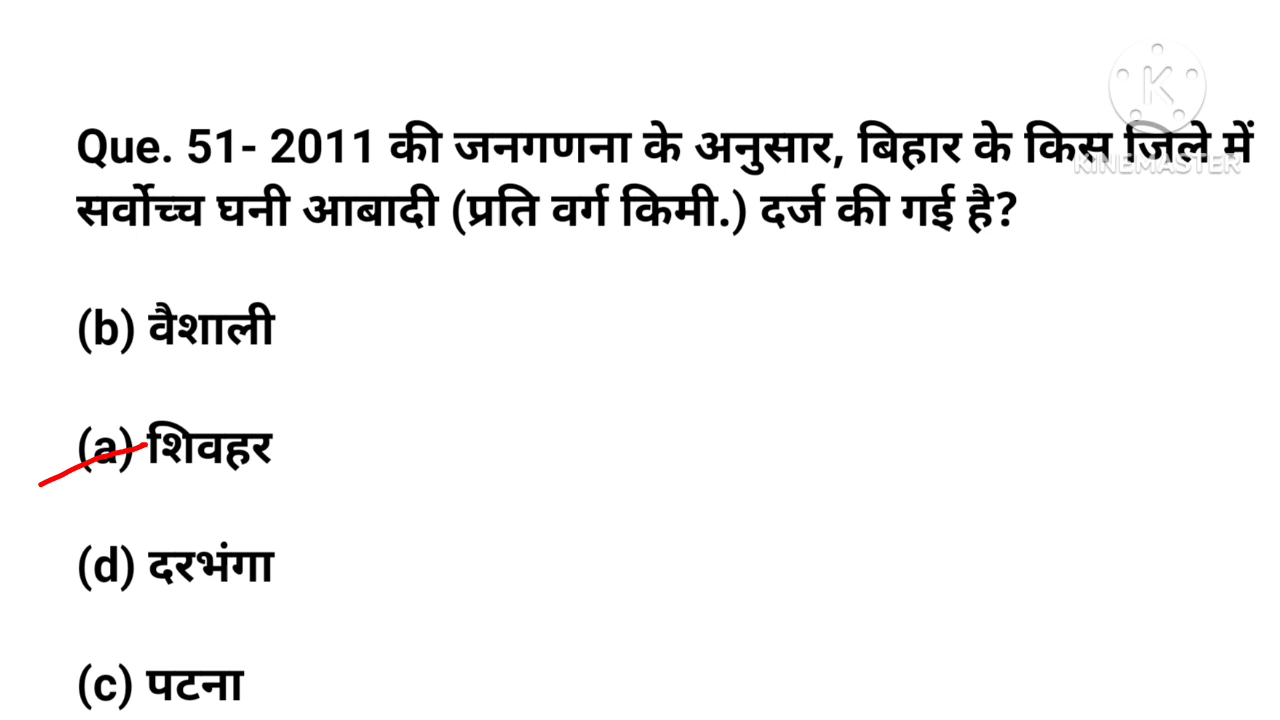 Que. 51- 2011 की जनगणना के अनुसार, बिहार के किस जिले में
सर्वोच्च घनी आबादी (प्रति वर्ग किमी.) दर्ज की गई है?
(b) वैशाली
(a) शिवहर
(d) दरभंगा
(c) पटना
K
KINEMASTER